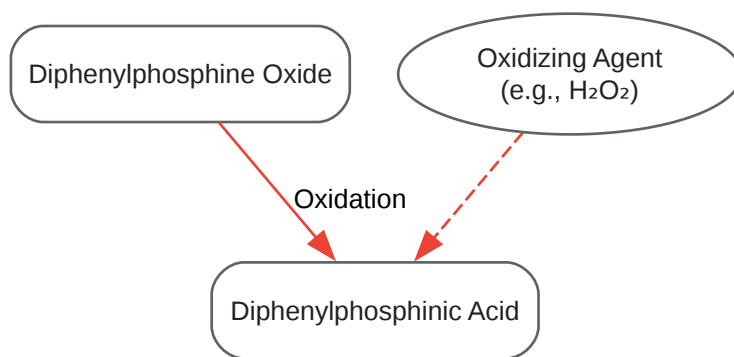 Diphenylphosphine Oxide
Oxidizing Agent
(e.g., H₂O₂)
Oxidation
Diphenylphosphinic Acid